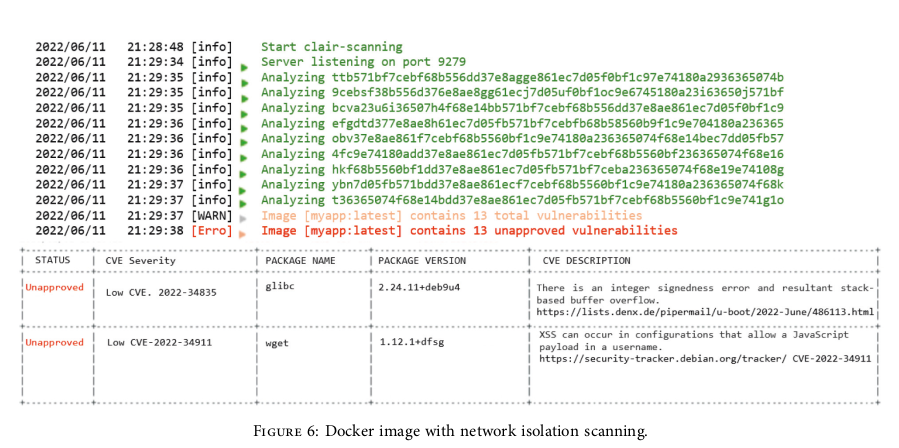 2022/06/11 21:28:48 [info] Start clair-scanning
2022/06/11 21:29:34 [info] Server listening on port 9279
2022/06/11 21:29:35 [info] Analyzing ttb571bf7cebf68b556dd37e8agge861ec7d05f0bf1c97e74180a2936365074b
2022/06/11 21:29:35 [info] Analyzing 9cebsf38b556d376e8ae8gg61ecj7d05uf0bf1oc9e6745180a23i63650j571bf
2022/06/11 21:29:35 [info] Analyzing bcva23u6i36507h4f68e14bb571bf7cebf68b556dd37e8ae861ec7d05f0bf1c9
2022/06/11 21:29:36 [info] Analyzing efgdtd377e8ae8h61ec7d05fb571bf7cebfb68b58560b9f1c9e704180a236365
2022/06/11 21:29:36 [info] Analyzing obv37e8ae861f7cebf68b5560bf1c9e74180a236365074f68e14bec7dd05fb57
2022/06/11 21:29:36 [info] Analyzing 4fc9e74180add37e8ae861ec7d05fb571bf7cebf68b5560bf236365074f68e16
2022/06/11 21:29:36 [info] Analyzing hkf68b5560bf1dd37e8ae861ec7d05fb571bf7ceba236365074f68e19e74108g
2022/06/11 21:29:37 [info] Analyzing ybn7d05fb571bdd37e8ae861ecf7cebf68b5560bf1c9e74180a236365074f68k
2022/06/11 21:29:37 [info] Analyzing t36365074f68e14bdd37e8ae861ec7d05fb571bf7cebf68b5560bf1c9e741g1o
2022/06/11 21:29:37 [WARN] Image [myapp:latest] contains 13 total vulnerabilities
2022/06/11 21:29:38 [Erro] Image [myapp:latest] contains 13 unapproved vulnerabilities
STATUS CVE Severity PACKAGE NAME PACKAGE VERSION CVE DESCRIPTION
Unapproved Low CVE. 2022-34835 glibc 2.24.11+deb9u4 There is an integer signedness error and resultant stack-
based buffer overflow.
https://lists.denx.de/pipermail/u-boot/2022-June/486113.html
Unapproved Low CVE-2022-34911 wget 1.12.1+dfsg XSS can occur in configurations that allow a JavaScript
payload in a username.
https://security-tracker.debian.org/tracker/ CVE-2022-34911
FIGURE 6: Docker image with network isolation scanning.